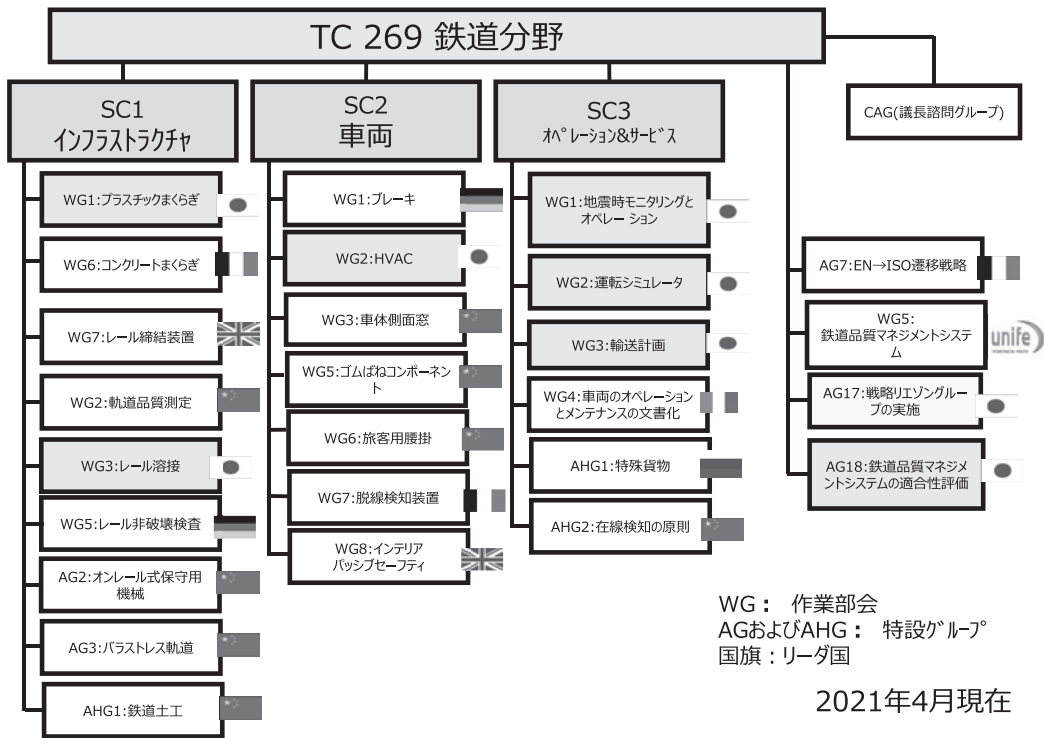 TC 269 鉄道分野
CAG(議長諮問グループ)
SC1
インフラストラクチャ
WG1:プラスチックまくらぎ
WG6:コンクリートまくらぎ
WG7:レール締結装置
WG2:軌道品質測定
WG3:レール溶接
WG5:レール非破壊検査
AG2:オンレール式保守用
機械
AG3:バラストレス軌道
AHG1:鉄道土工
SC2
車両
WG1:ブレーキ
WG2:HVAC
WG3:車体側面窓
WG5:ゴムばねコンポーネン
ト
WG6:旅客用腰掛
WG7:脱線検知装置
WG8:インテリア
パッシブセーフティ
SC3
オペレーション&サービス
WG1:地震時モニタリングと
オペレー ション
WG2:運転シミュレータ
WG3:輸送計画
WG4:車両のオペレーション
とメンテナンスの文書化
AHG1:特殊貨物
AHG2:在線検知の原則
AG7:EN→ISO遷移戦略
WG5:
鉄道品質マネジメントシステ
ム
unife
AG17:戦略リエゾングルー
プの実施
AG18:鉄道品質マネジメ
ントシステムの適合性評価
WG： 作業部会
AGおよびAHG： 特設グループ
国旗：リーダ国
2021年4月現在